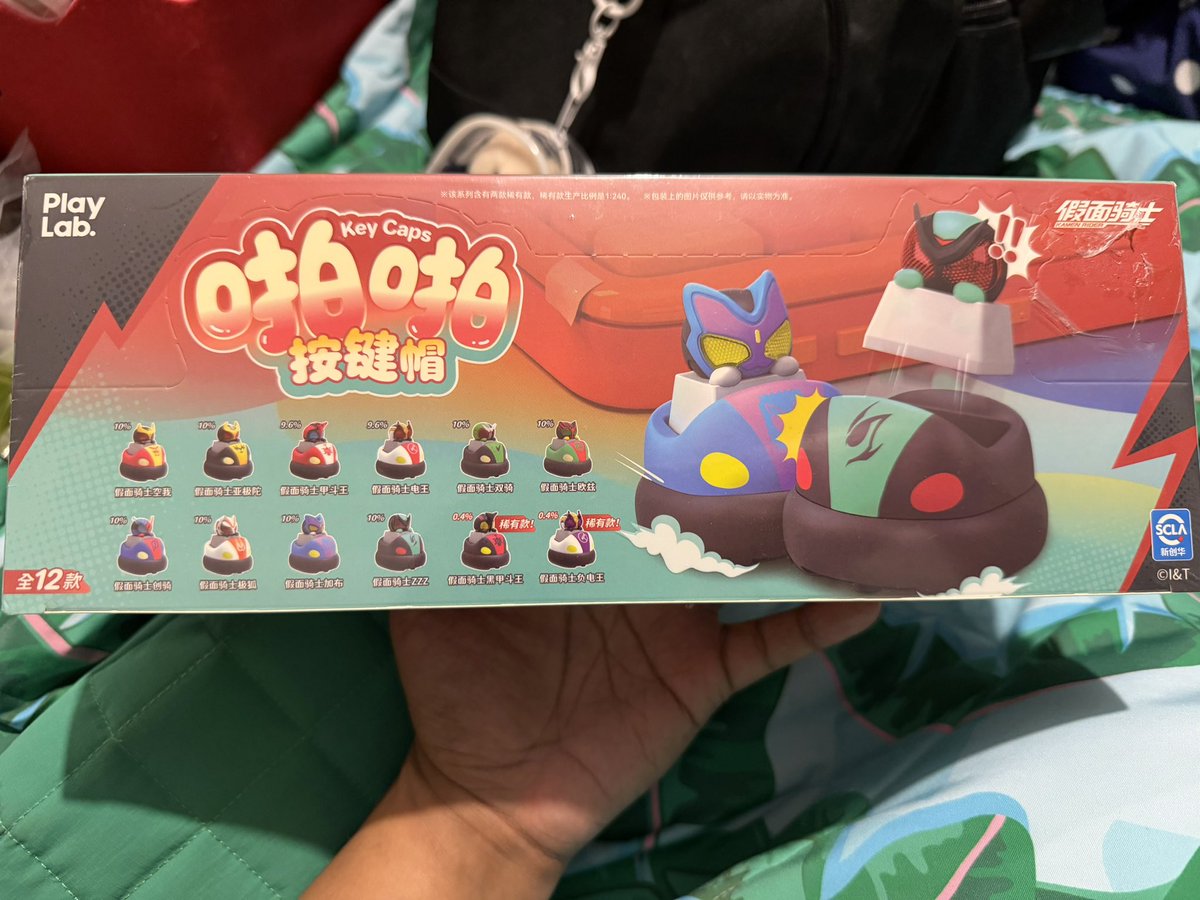 Play
Lab.
※该系列含有两款稀有款，稀有款生产比例是1:240。 ※包装上的图片仅供参考，请以实物为准。
假面骑士
KAMEN RIDER
Key Caps
啪啪
按键帽
!!
10% 10% 9.6% 9.6% 10% 10%
假面骑士空我 假面骑士亚极陀 假面骑士甲斗王 假面骑士电王 假面骑士双骑 假面骑士欧兹
10% 10% 10% 10% 0.4% 稀有款! 0.4% 稀有款!
假面骑士创骑 假面骑士极狐 假面骑士加布 假面骑士ZZZ 假面骑士黑甲斗王 假面骑士负电王
全12款
SCLA
新创华
©I&T